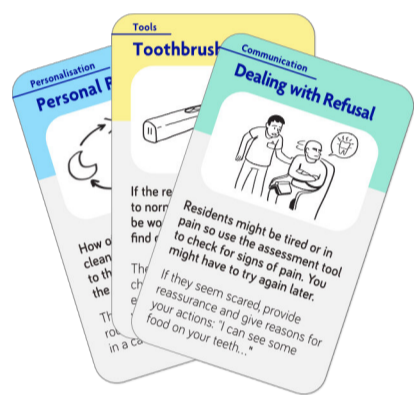 Personalisation
Personal
How
clean
to th
the
Th
in a
Tools
Toothbrush
If the re
to norm
be wo
find
The
ch
Communication
Dealing with Refusal
Residents might be tired or in
pain so use the assessment tool
to check for signs of pain. You
might have to try again later.
If they seem scared, provide
reassurance and give reasons for
your actions: "I can see some
food on your teeth..."